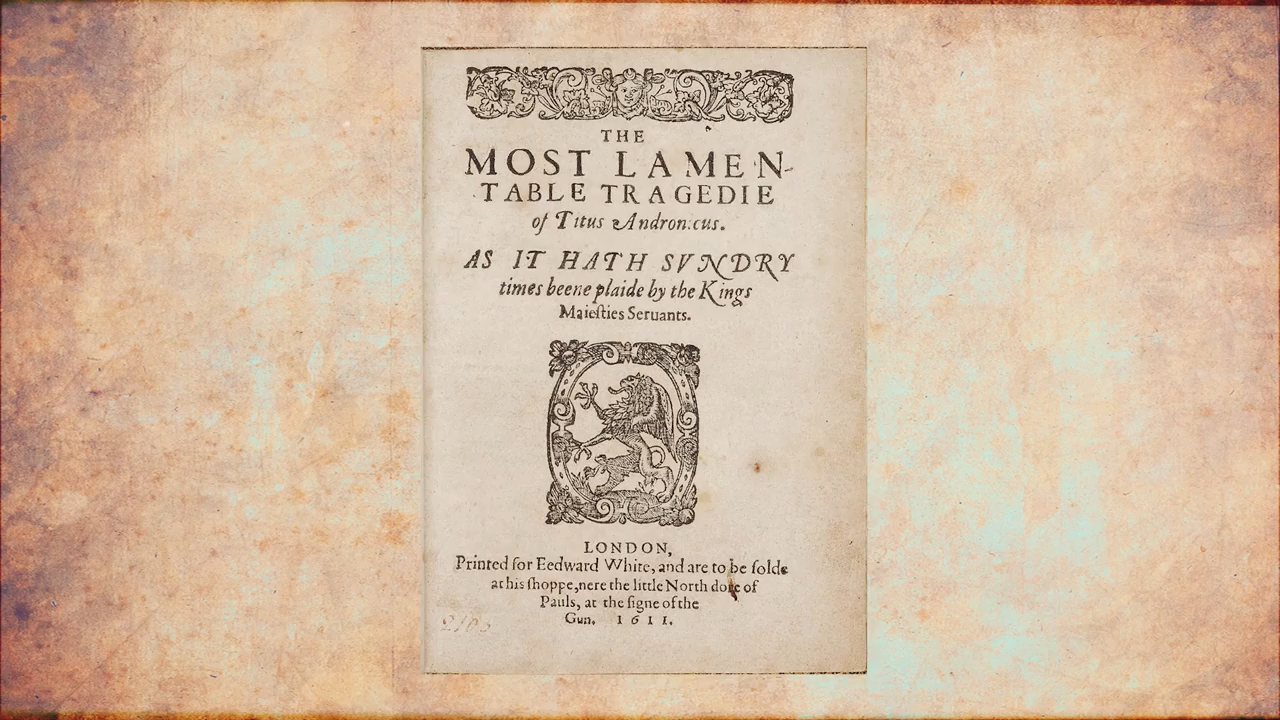 THE
MOST LAMEN-
TABLE TRAGEDIE
of Titus Andronicus.
AS IT HATH SVNDRY
times beene plaide by the Kings
Maieſties Seruants.
LONDON,
Printed for Eedward White, and are to be ſolde
at his ſhoppe, nere the little North dore of
Pauls, at the ſigne of the
Gun. 1611.